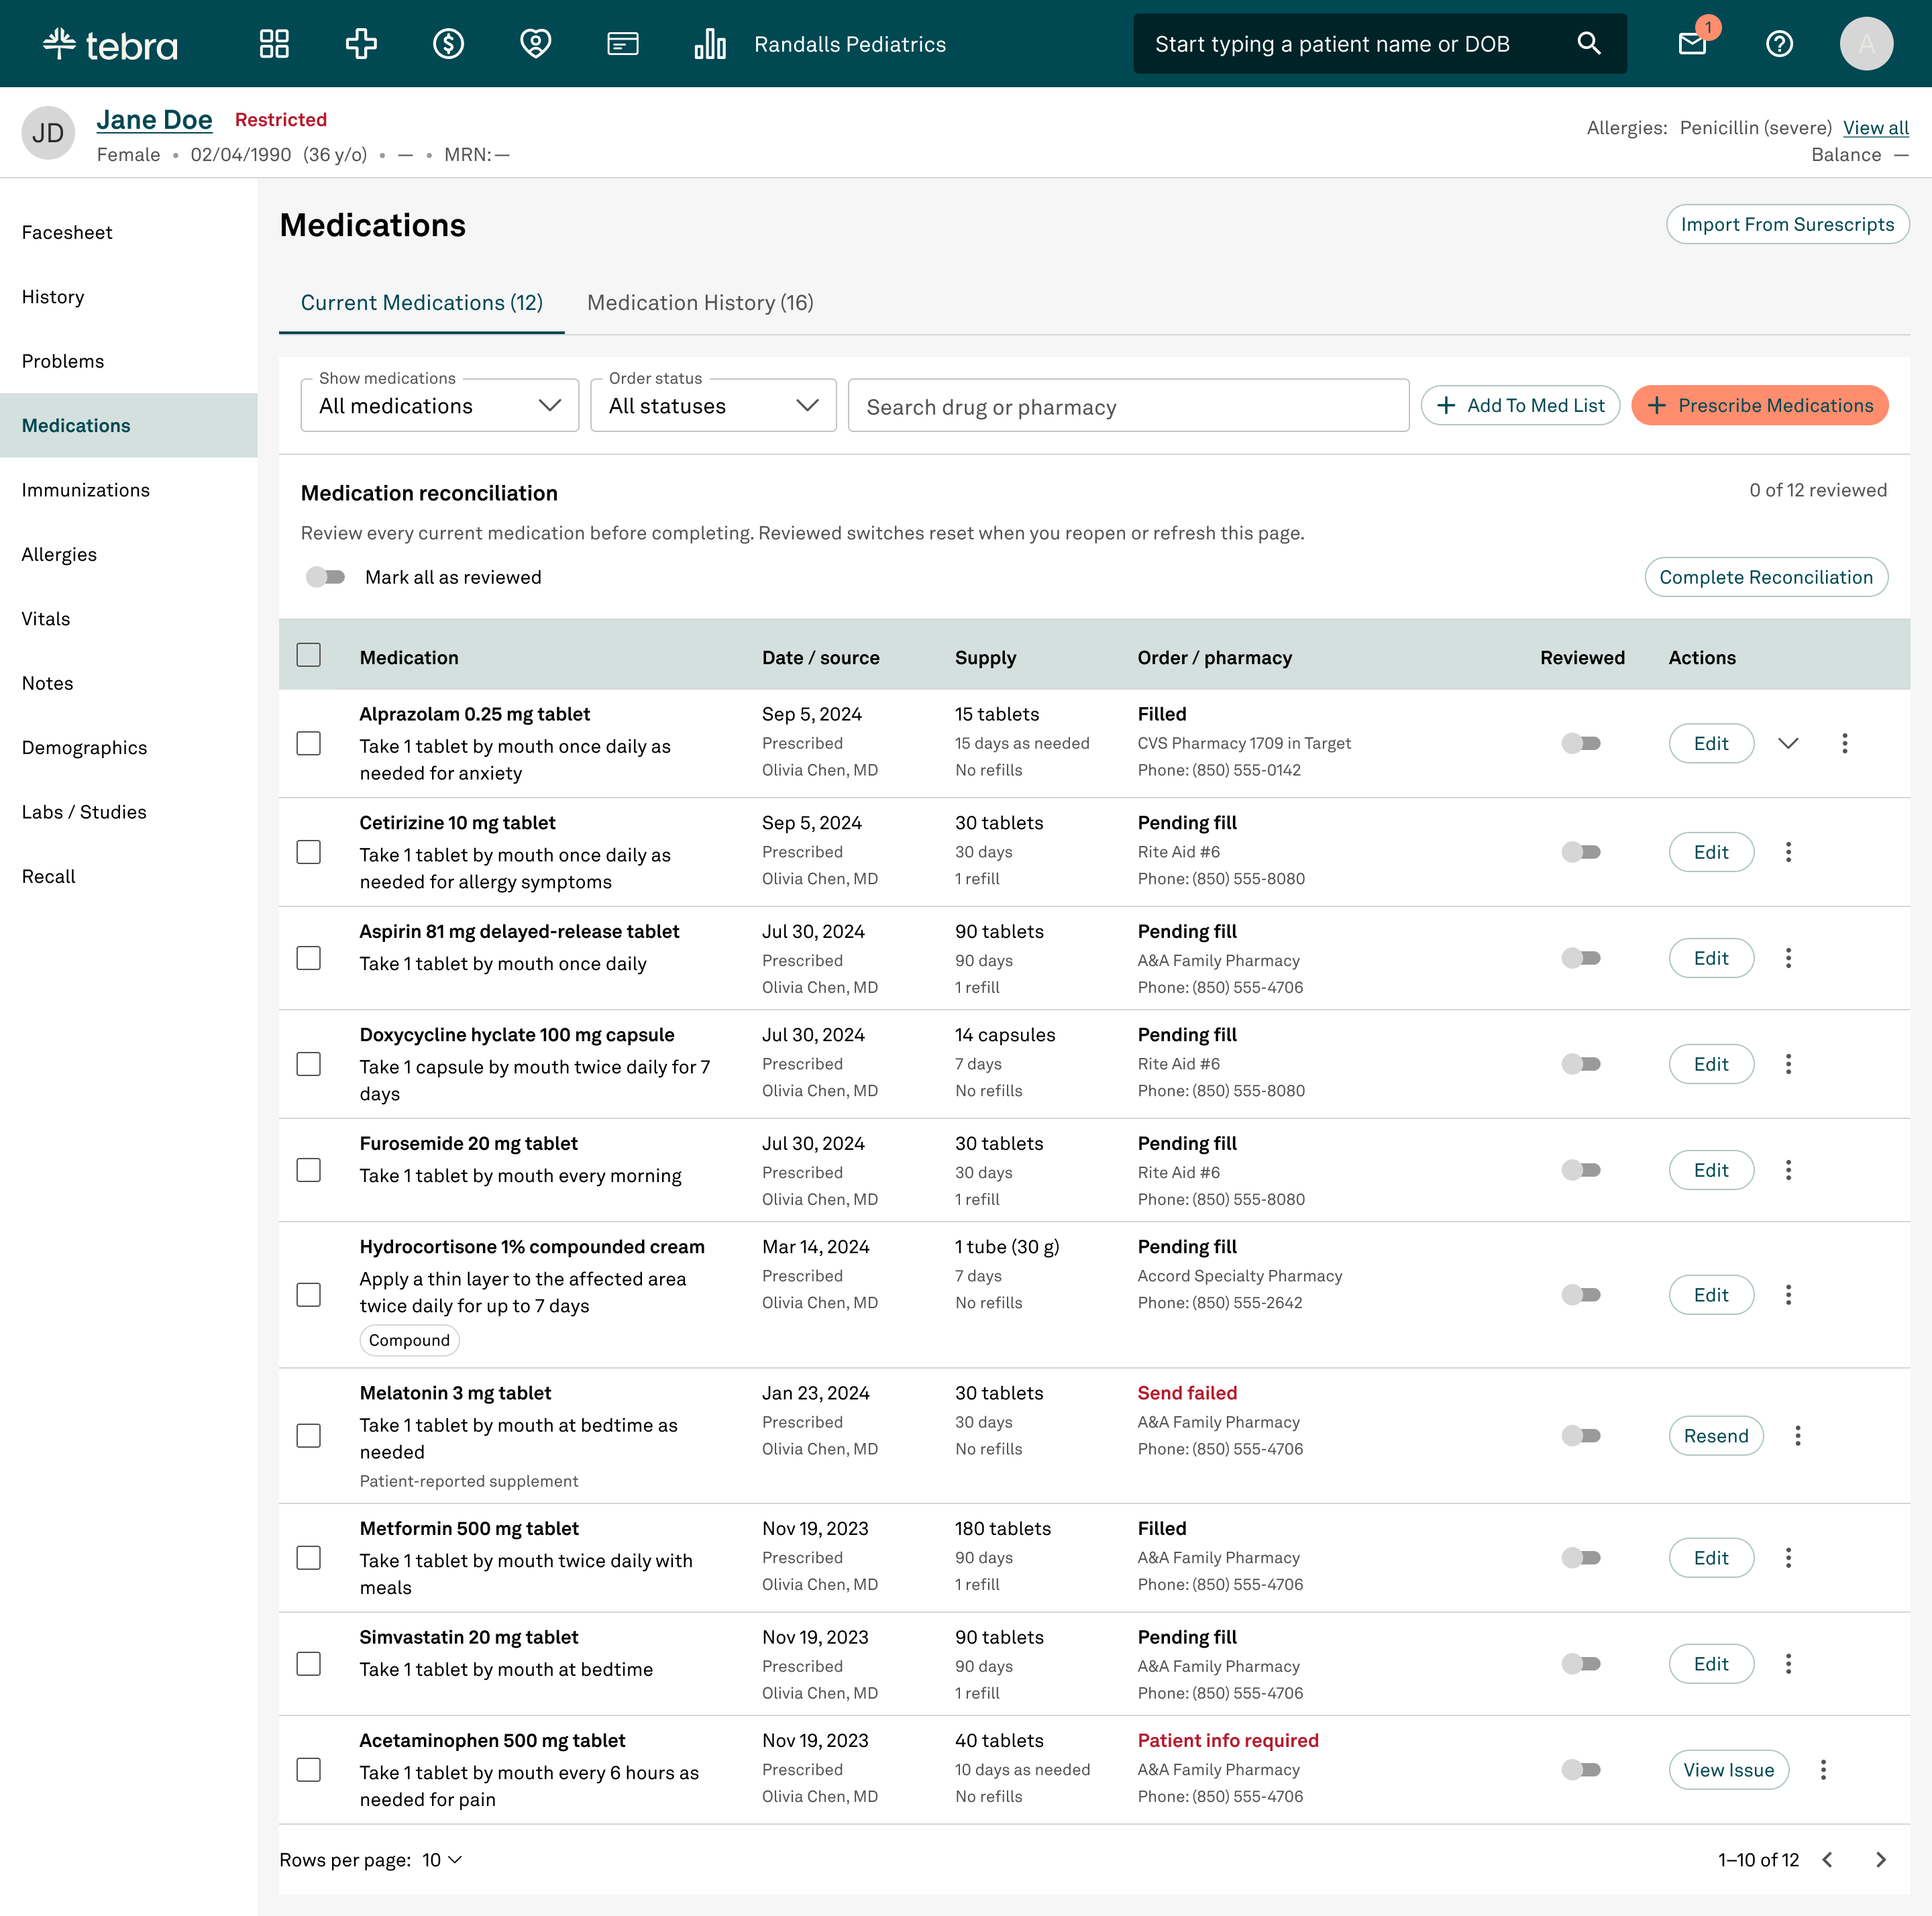 tebra
Randalls Pediatrics
Start typing a patient name or DOB
1
A
JD
Jane Doe Restricted
Female • 02/04/1990 (36 y/o) • — • MRN: —
Allergies: Penicillin (severe) View all
Balance —
Facesheet
History
Problems
Medications
Immunizations
Allergies
Vitals
Notes
Demographics
Labs / Studies
Recall
Medications
Import From Surescripts
Current Medications (12)
Medication History (16)
Show medications
All medications
Order status
All statuses
Search drug or pharmacy
Add To Med List
Prescribe Medications
Medication reconciliation
0 of 12 reviewed
Review every current medication before completing. Reviewed switches reset when you reopen or refresh this page.
Mark all as reviewed
Complete Reconciliation
Medication Date / source Supply Order / pharmacy Reviewed Actions
Alprazolam 0.25 mg tablet
Take 1 tablet by mouth once daily as
needed for anxiety
Sep 5, 2024
Prescribed
Olivia Chen, MD
15 tablets
15 days as needed
No refills
Filled
CVS Pharmacy 1709 in Target
Phone: (850) 555-0142
Edit
Cetirizine 10 mg tablet
Take 1 tablet by mouth once daily as
needed for allergy symptoms
Sep 5, 2024
Prescribed
Olivia Chen, MD
30 tablets
30 days
1 refill
Pending fill
Rite Aid #6
Phone: (850) 555-8080
Edit
Aspirin 81 mg delayed-release tablet
Take 1 tablet by mouth once daily
Jul 30, 2024
Prescribed
Olivia Chen, MD
90 tablets
90 days
1 refill
Pending fill
A&A Family Pharmacy
Phone: (850) 555-4706
Edit
Doxycycline hyclate 100 mg capsule
Take 1 capsule by mouth twice daily for 7
days
Jul 30, 2024
Prescribed
Olivia Chen, MD
14 capsules
7 days
No refills
Pending fill
Rite Aid #6
Phone: (850) 555-8080
Edit
Furosemide 20 mg tablet
Take 1 tablet by mouth every morning
Jul 30, 2024
Prescribed
Olivia Chen, MD
30 tablets
30 days
1 refill
Pending fill
Rite Aid #6
Phone: (850) 555-8080
Edit
Hydrocortisone 1% compounded cream
Apply a thin layer to the affected area
twice daily for up to 7 days
Compound
Mar 14, 2024
Prescribed
Olivia Chen, MD
1 tube (30 g)
7 days
No refills
Pending fill
Accord Specialty Pharmacy
Phone: (850) 555-2642
Edit
Melatonin 3 mg tablet
Take 1 tablet by mouth at bedtime as
needed
Patient-reported supplement
Jan 23, 2024
Prescribed
Olivia Chen, MD
30 tablets
30 days
No refills
Send failed
A&A Family Pharmacy
Phone: (850) 555-4706
Resend
Metformin 500 mg tablet
Take 1 tablet by mouth twice daily with
meals
Nov 19, 2023
Prescribed
Olivia Chen, MD
180 tablets
90 days
1 refill
Filled
A&A Family Pharmacy
Phone: (850) 555-4706
Edit
Simvastatin 20 mg tablet
Take 1 tablet by mouth at bedtime
Nov 19, 2023
Prescribed
Olivia Chen, MD
90 tablets
90 days
1 refill
Pending fill
A&A Family Pharmacy
Phone: (850) 555-4706
Edit
Acetaminophen 500 mg tablet
Take 1 tablet by mouth every 6 hours as
needed for pain
Nov 19, 2023
Prescribed
Olivia Chen, MD
40 tablets
10 days as needed
No refills
Patient info required
A&A Family Pharmacy
Phone: (850) 555-4706
View Issue
Rows per page: 10
1–10 of 12